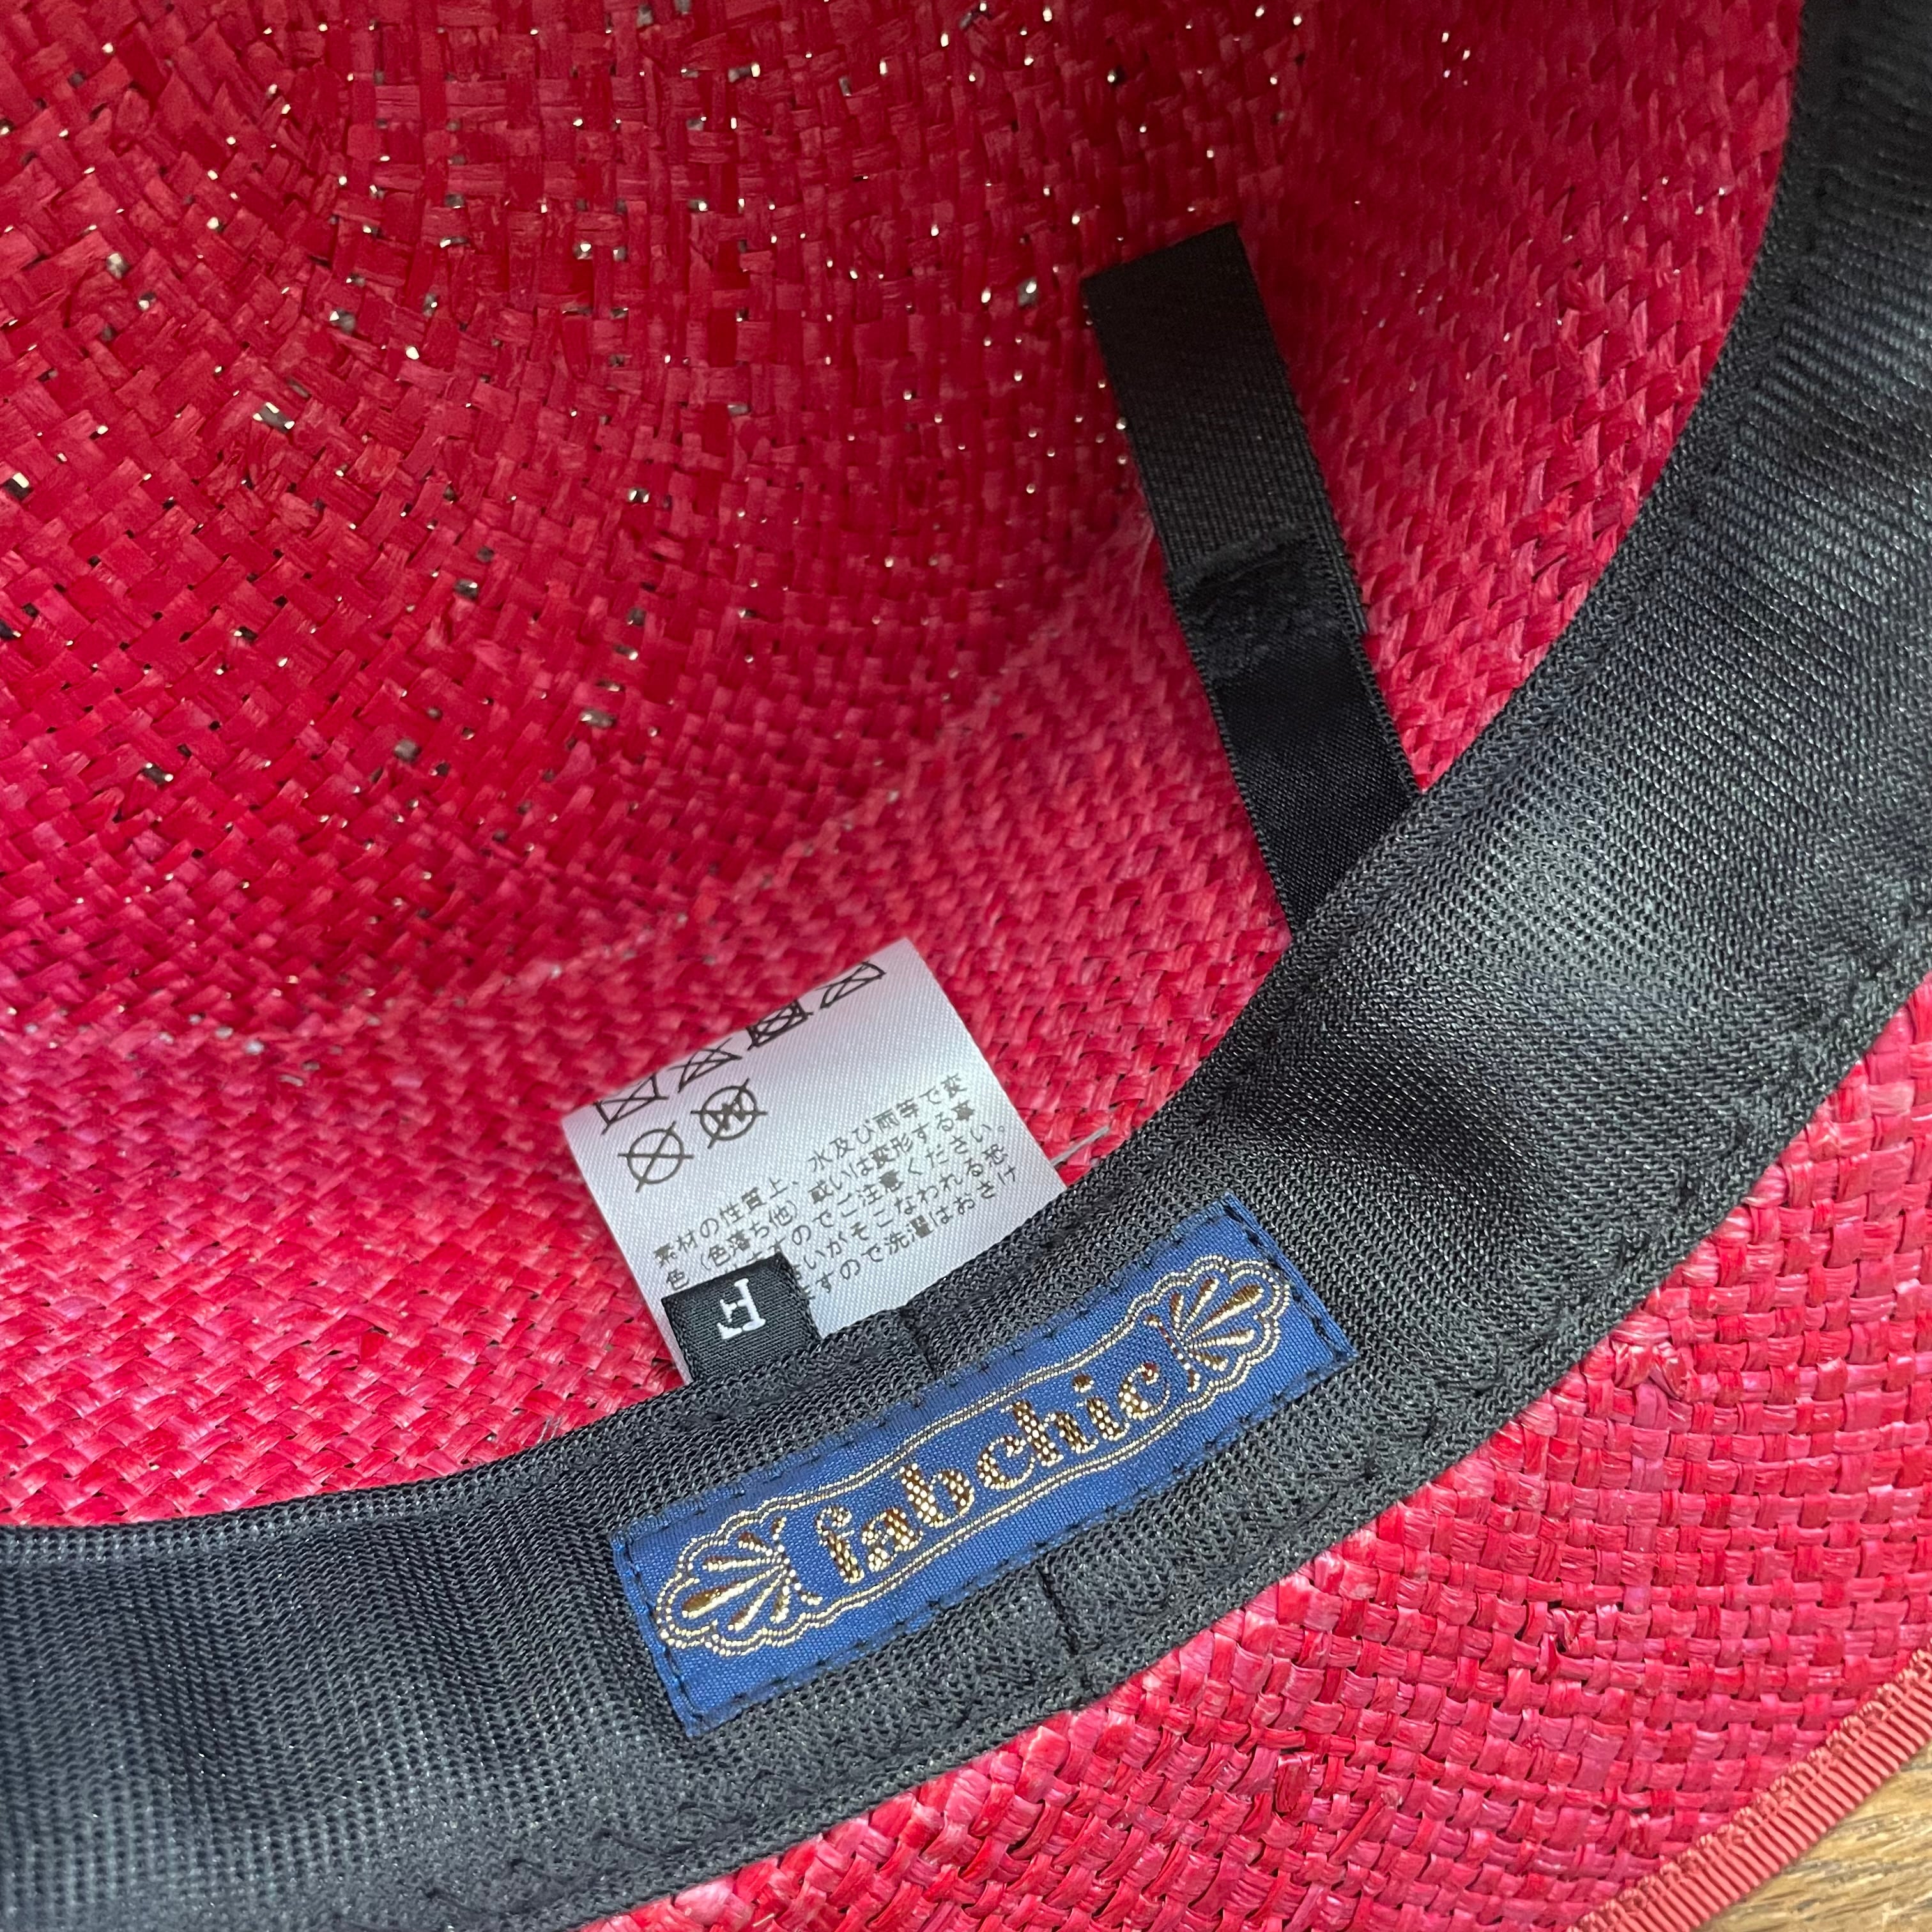 素材の性質上、水及び雨等で変
色(色落ち他)或いは変形する事
のでご注意ください。
いがそこなわれる恐
すので洗濯はおさけ
F
fabchic